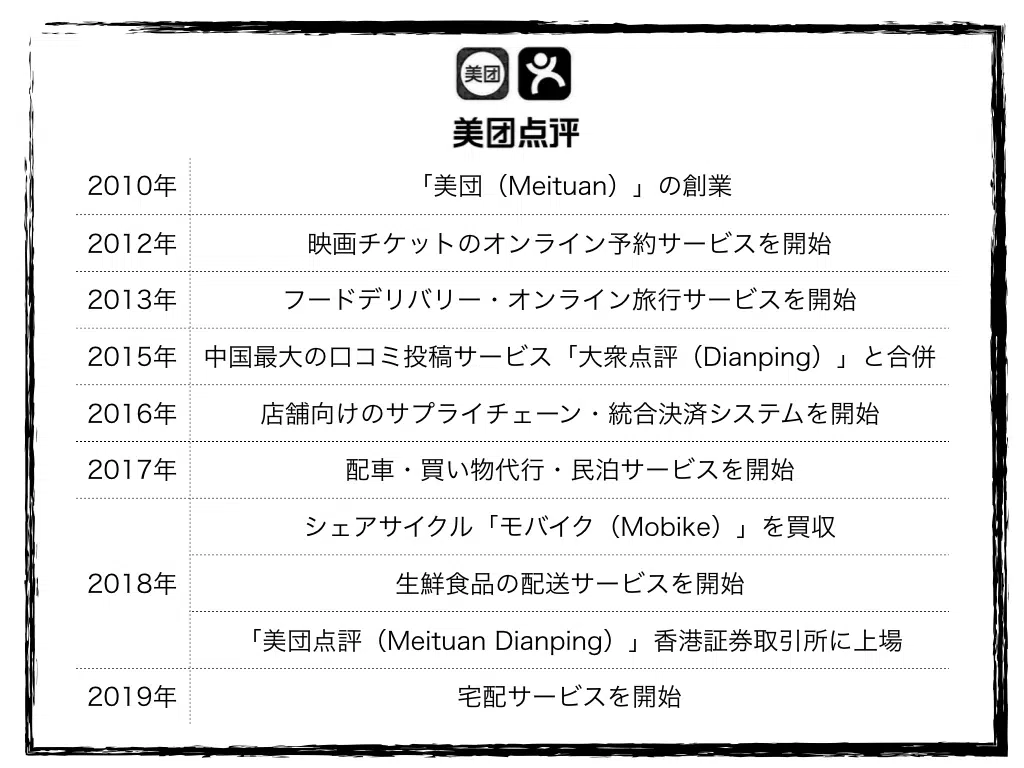 美团
美团点评
2010年 「美団（Meituan）」の創業
2012年 映画チケットのオンライン予約サービスを開始
2013年 フードデリバリー・オンライン旅行サービスを開始
2015年 中国最大の口コミ投稿サービス「大衆点評（Dianping）」と合併
2016年 店舗向けのサプライチェーン・統合決済システムを開始
2017年 配車・買い物代行・民泊サービスを開始
シェアサイクル「モバイク（Mobike）」を買収
2018年 生鮮食品の配送サービスを開始
「美団点評（Meituan Dianping）」香港証券取引所に上場
2019年 宅配サービスを開始